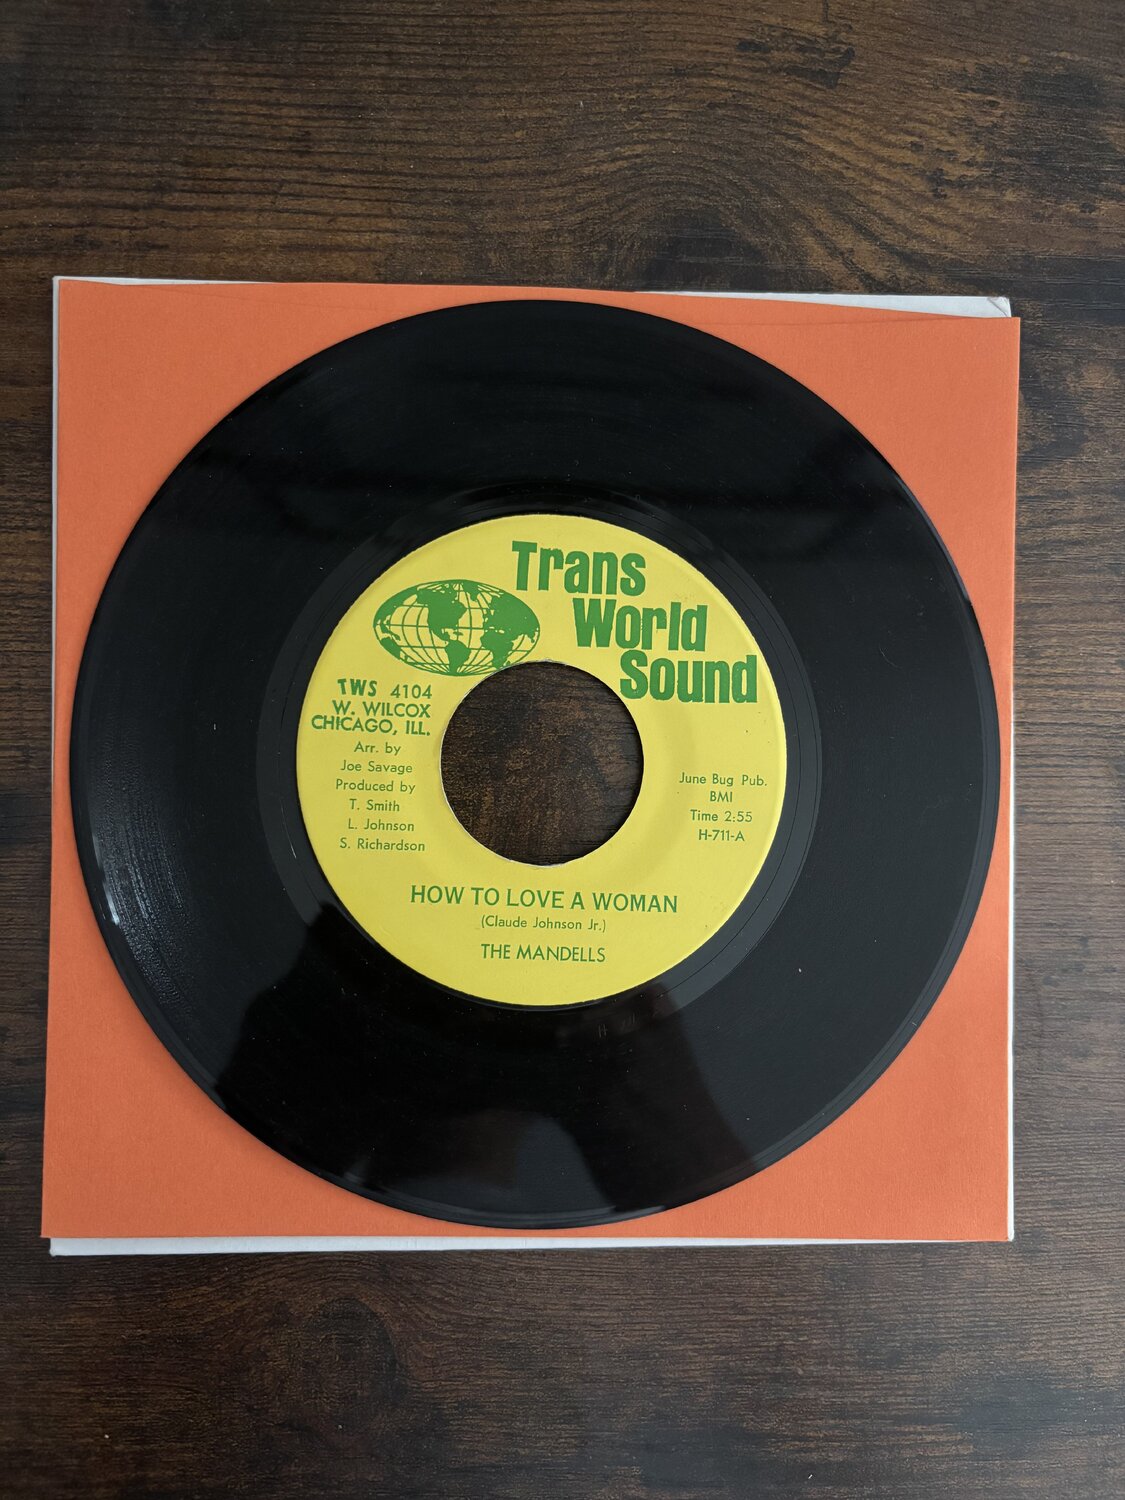 Trans
World
Sound
TWS 4104
W. WILCOX
CHICAGO, ILL.
Arr. by
Joe Savage
Produced by
T. Smith
L. Johnson
S. Richardson
June Bug Pub.
BMI
Time 2:55
H-711-A
HOW TO LOVE A WOMAN
(Claude Johnson Jr.)
THE MANDELLS